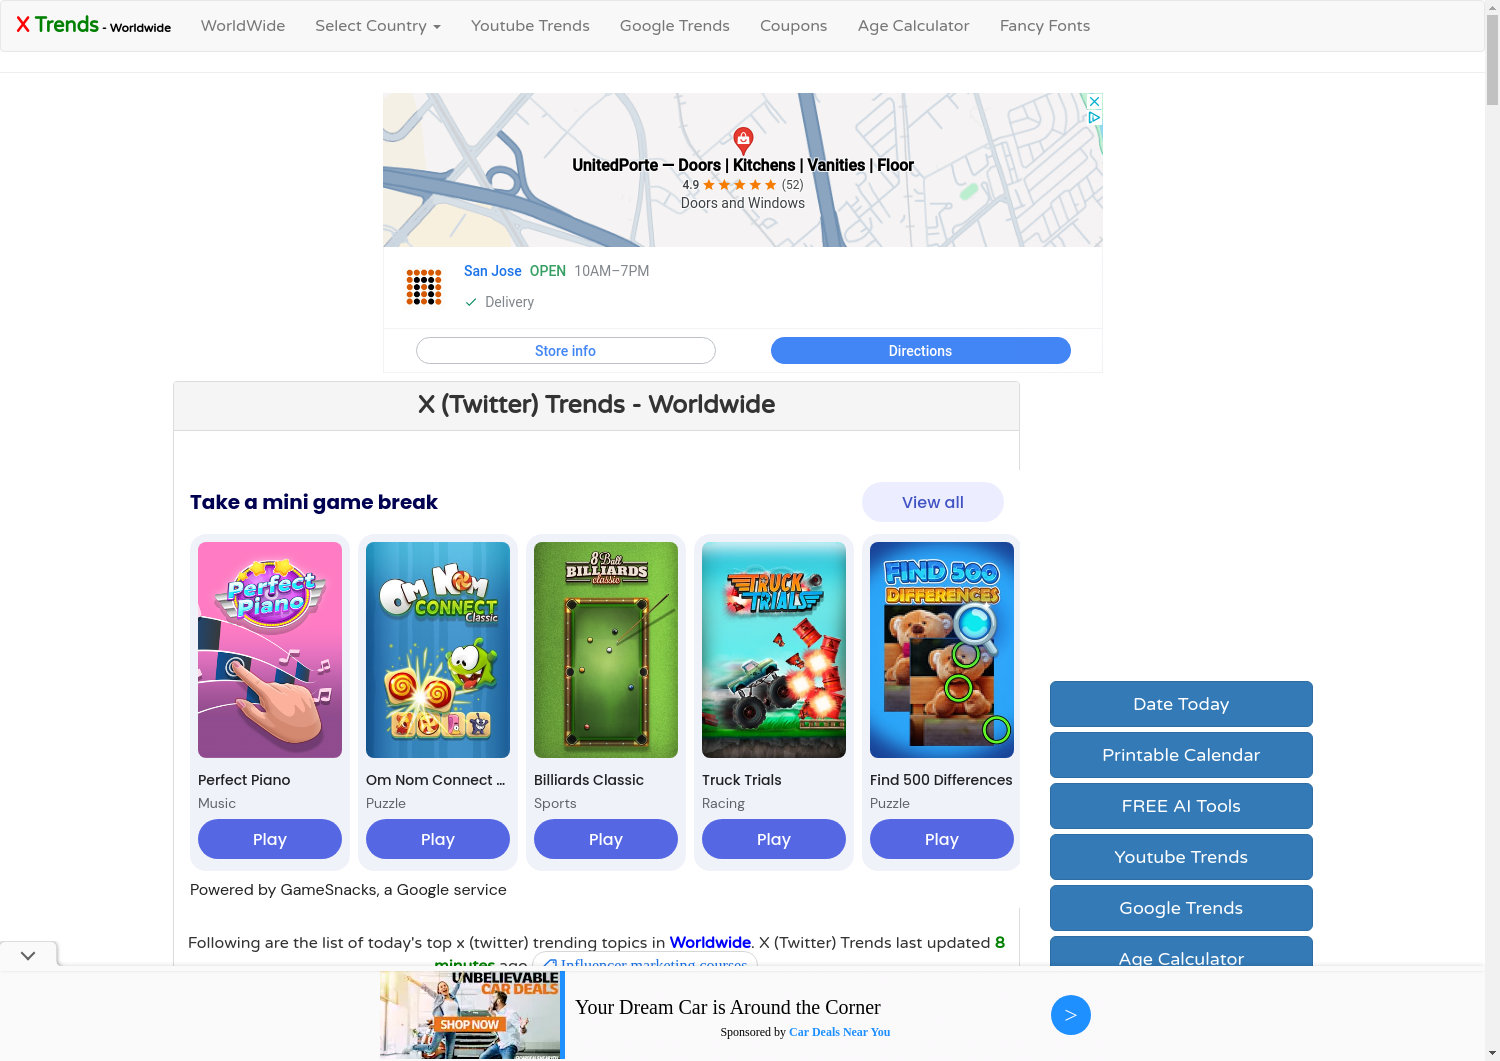 X Trends - Worldwide
WorldWide
Select Country
Youtube Trends
Google Trends
Coupons
Age Calculator
Fancy Fonts
UnitedPorte — Doors | Kitchens | Vanities | Floor
4.9 (52)
Doors and Windows
San Jose OPEN 10AM–7PM
Delivery
Store info
Directions
X (Twitter) Trends - Worldwide
Take a mini game break
View all
Perfect Piano
Om Nom CONNECT Classic
8 Ball BILLIARDS classic
TRUCK TRIALS
FIND 500 DIFFERENCES
Perfect Piano
Music
Play
Om Nom Connect ...
Puzzle
Play
Billiards Classic
Sports
Play
Truck Trials
Racing
Play
Find 500 Differences
Puzzle
Play
Powered by GameSnacks, a Google service
Date Today
Printable Calendar
FREE AI Tools
Youtube Trends
Google Trends
Age Calculator
Following are the list of today's top x (twitter) trending topics in Worldwide. X (Twitter) Trends last updated 8
minutes ago Influencer marketing courses
UNBELIEVABLE
CAR DEALS
SHOP NOW
Your Dream Car is Around the Corner
Sponsored by Car Deals Near You
>